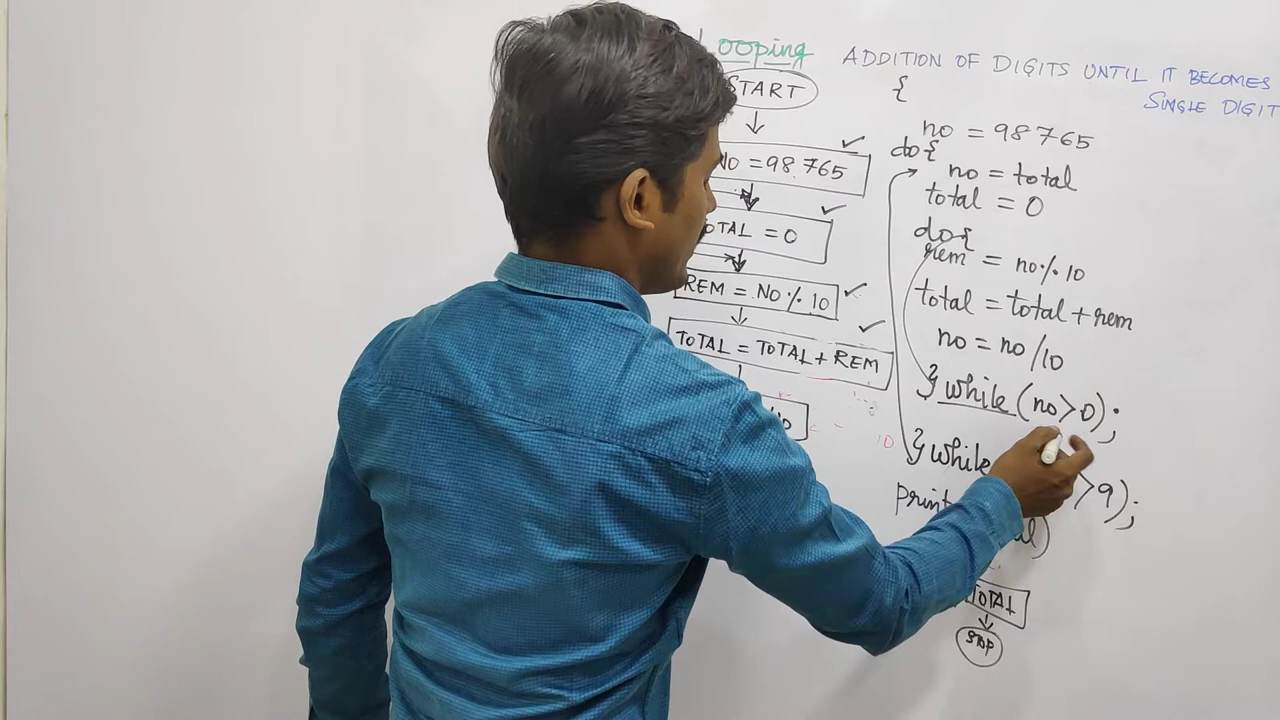 Looping
ADDITION OF DIGITS UNTIL IT BECOMES
SINGLE DIGIT
START
NO = 98765
TOTAL = 0
REM = NO % 10
TOTAL = TOTAL + REM
10
10
{
no = 98765
do{
no = total
total = 0
do{
rem = no % 10
total = total + rem
no = no / 10
} while (no > 0);
} while > 9);
TOTAL
STOP